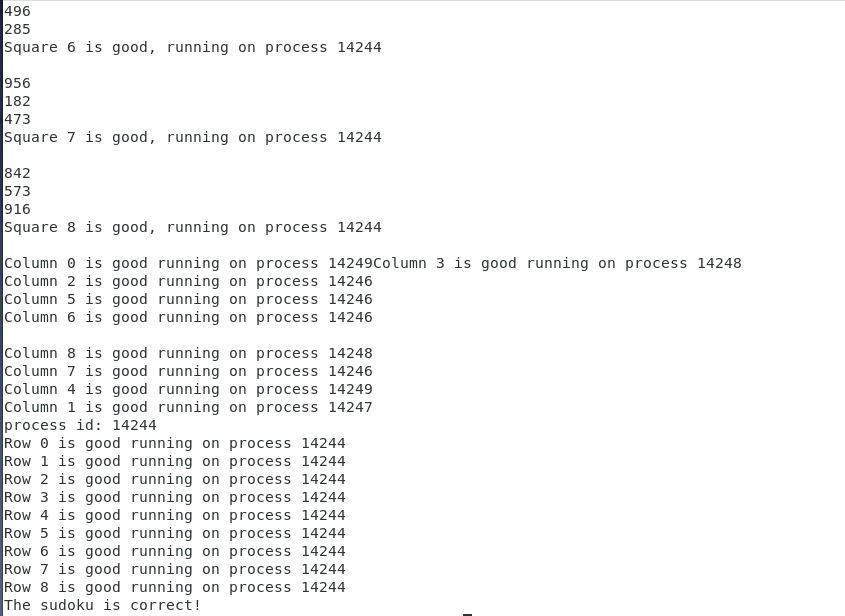 496
285
Square 6 is good, running on process 14244
956
182
473
Square 7 is good, running on process 14244
842
573
916
Square 8 is good, running on process 14244
Column 0 is good running on process 14249Column 3 is good running on process 14248
Column 2 is good running on process 14246
Column 5 is good running on process 14246
Column 6 is good running on process 14246
Column 8 is good running on process 14248
Column 7 is good running on process 14246
Column 4 is good running on process 14249
Column 1 is good running on process 14247
process id: 14244
Row 0 is good running on process 14244
Row 1 is good running on process 14244
Row 2 is good running on process 14244
Row 3 is good running on process 14244
Row 4 is good running on process 14244
Row 5 is good running on process 14244
Row 6 is good running on process 14244
Row 7 is good running on process 14244
Row 8 is good running on process 14244
The sudoku is correct!